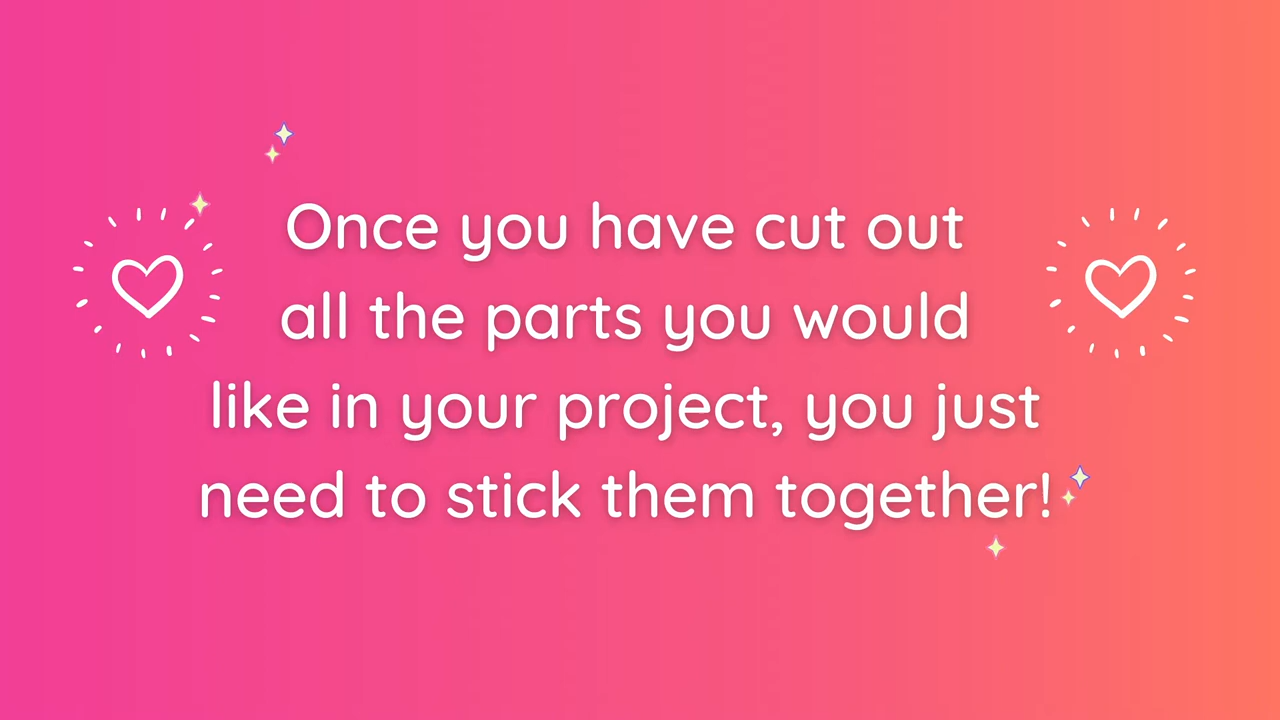 Once you have cut out
all the parts you would
like in your project, you just
need to stick them together!